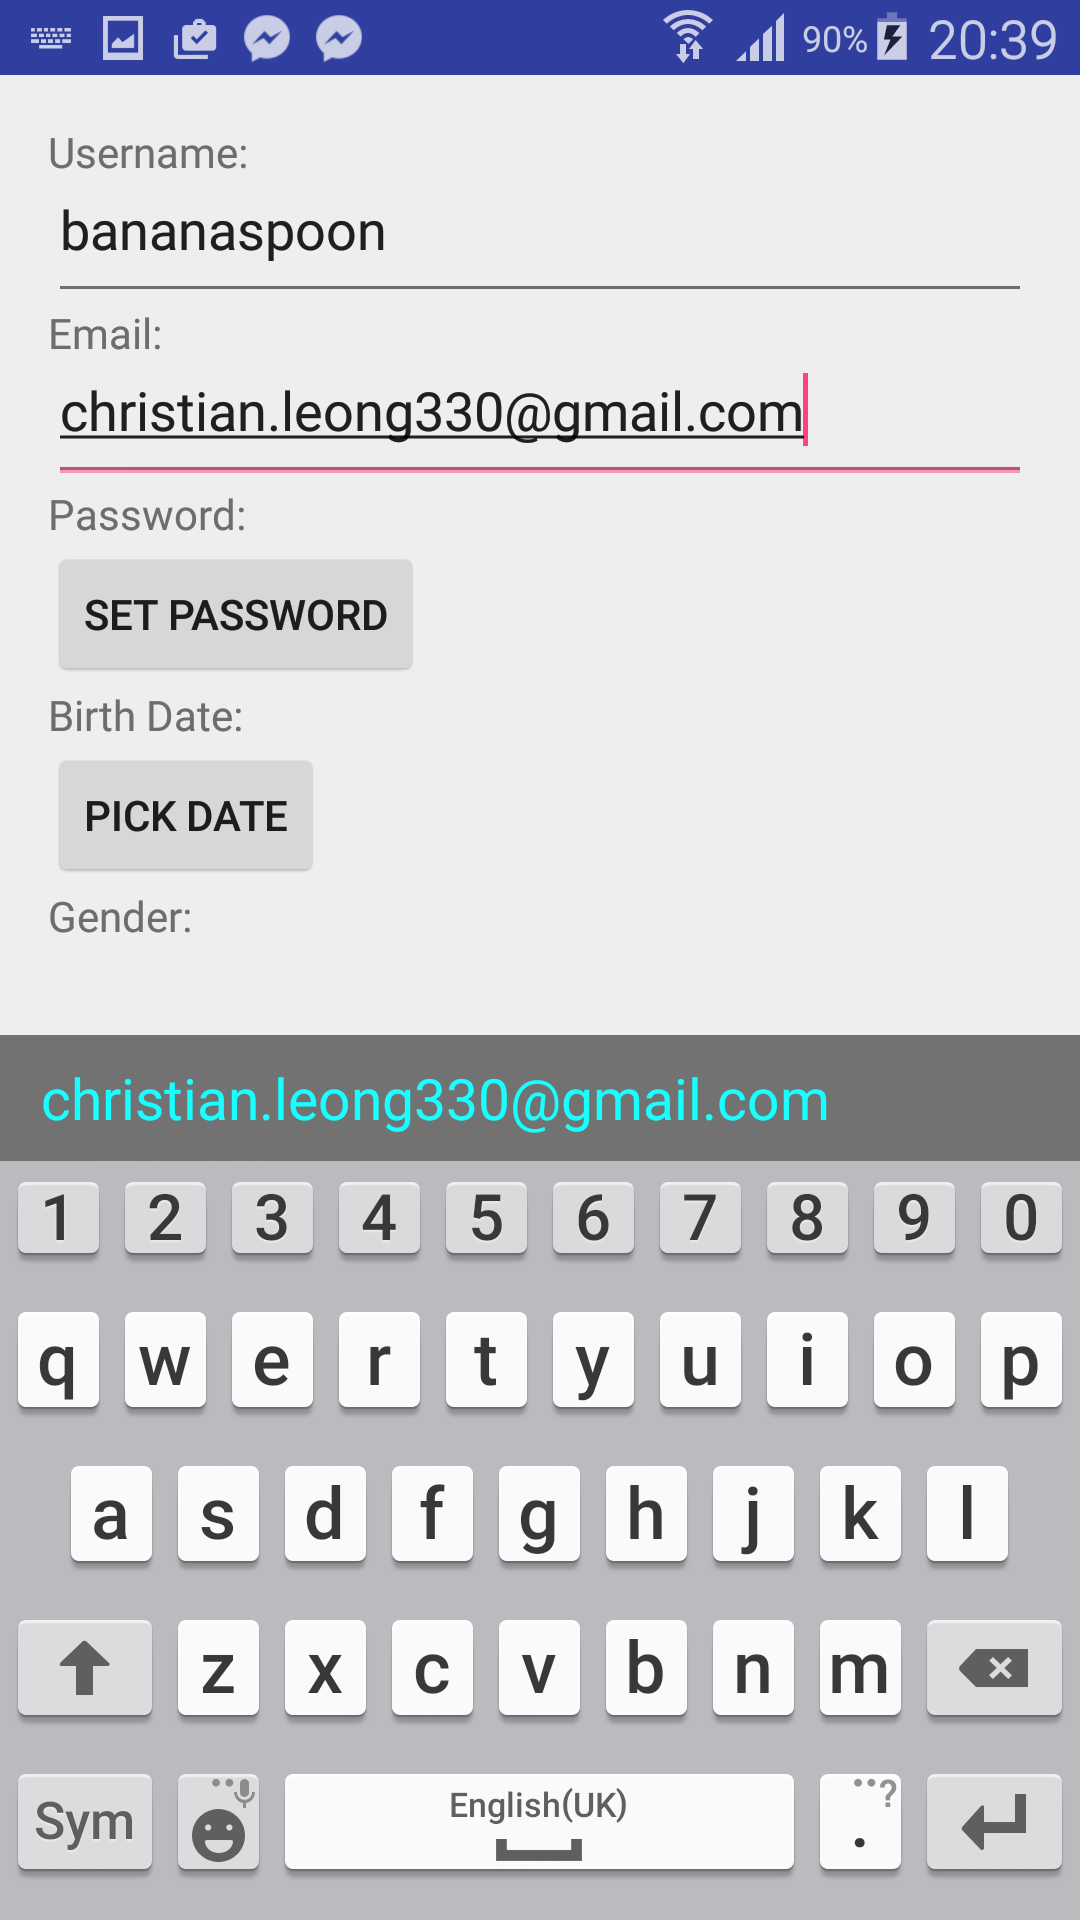 90% 20:39
Username:
bananaspoon
Email:
christian.leong330@gmail.com
Password:
SET PASSWORD
Birth Date:
PICK DATE
Gender:
christian.leong330@gmail.com
1 2 3 4 5 6 7 8 9 0
q w e r t y u i o p
a s d f g h j k l
z x c v b n m
Sym English(UK) . ?